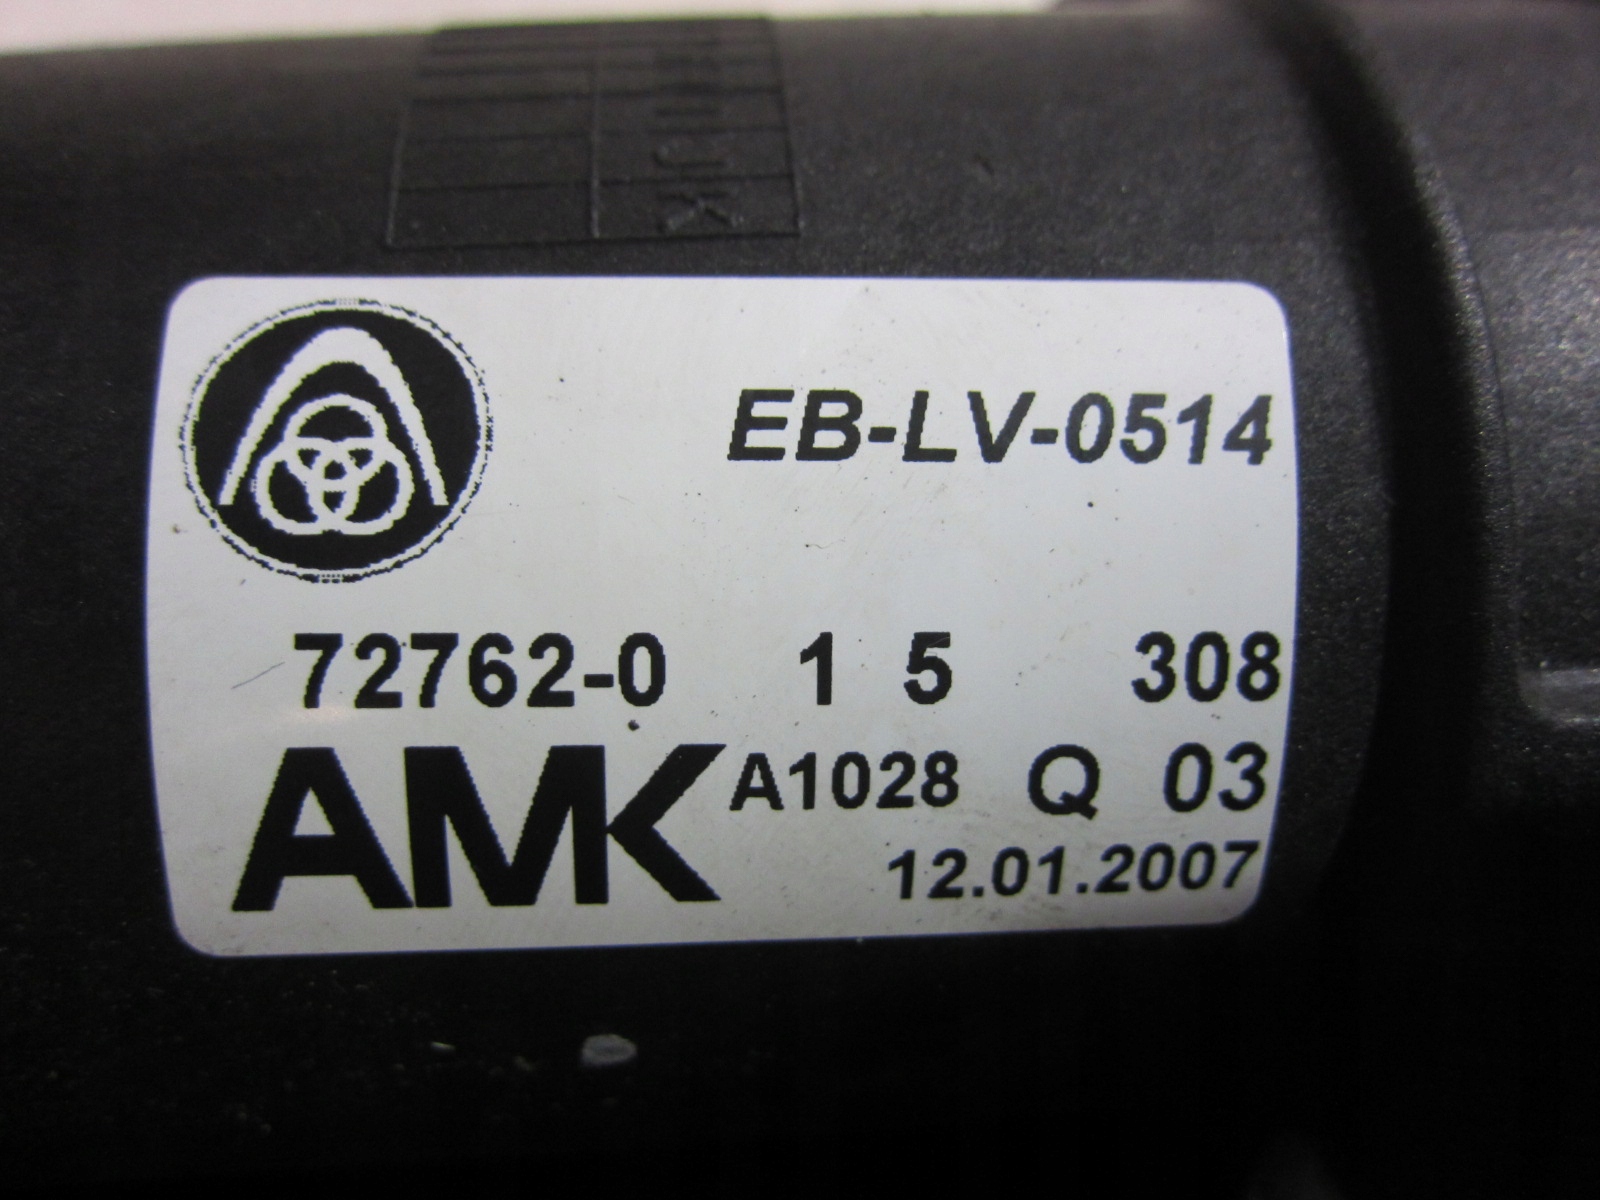 EB-LV-0514
72762-0 1 5 308
AMK A1028 Q 03
12.01.2007